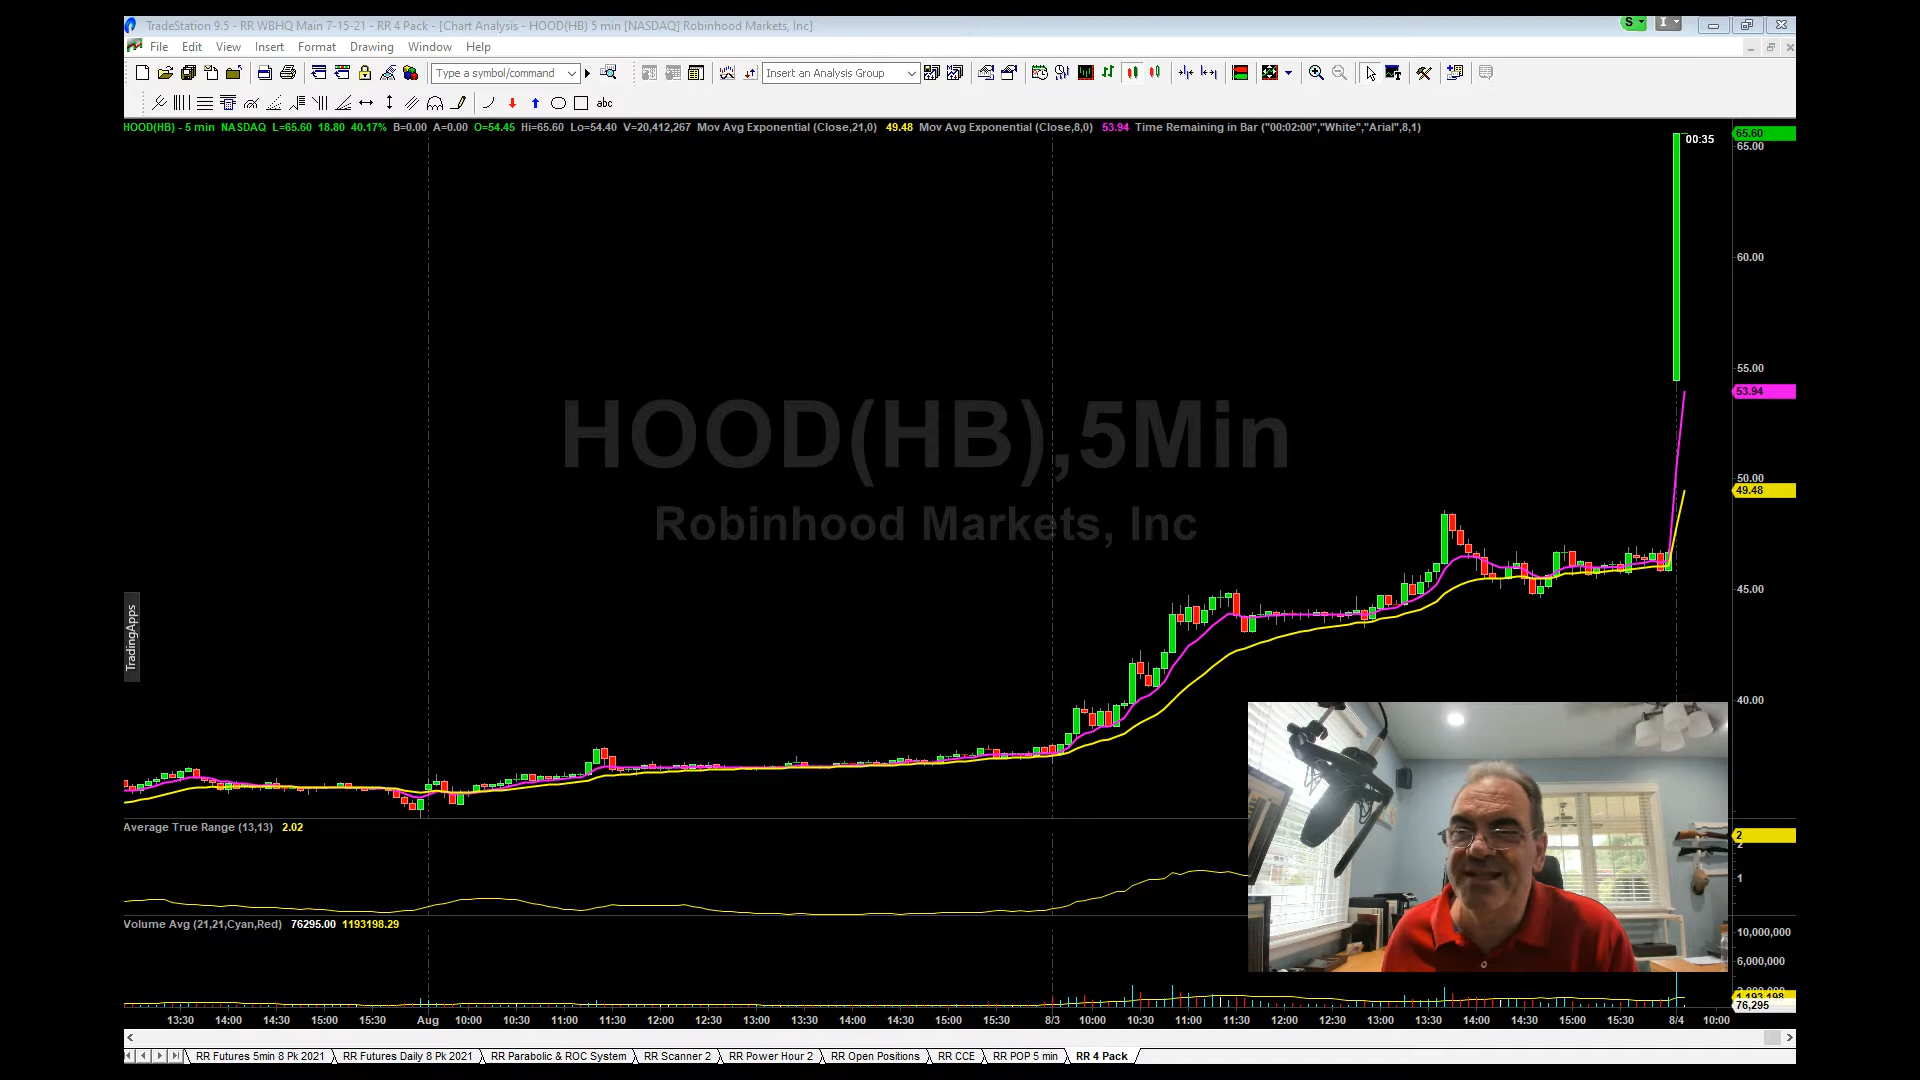 TradeStation 9.5 - RR WBHQ Main 7-15-21 - RR 4 Pack - [Chart Analysis - HOOD(HB) 5 min [NASDAQ] Robinhood Markets, Inc]
S
I
File Edit View Insert Format Drawing Window Help
Type a symbol/command
Insert an Analysis Group
abc
HOOD(HB) - 5 min NASDAQ L=65.60 18.80 40.17% B=0.00 A=0.00 O=54.45 Hi=65.60 Lo=54.40 V=20,412,267 Mov Avg Exponential (Close,21,0) 49.48 Mov Avg Exponential (Close,8,0) 53.94 Time Remaining in Bar ("00:02:00","White","Arial",8,1)
65.60
00:35
65.00
60.00
55.00
53.94
HOOD(HB),5Min
50.00
49.48
Robinhood Markets, Inc
45.00
TradingApps
40.00
Average True Range (13,13) 2.02
2
2
1
Volume Avg (21,21,Cyan,Red) 76295.00 1193198.29
10,000,000
6,000,000
1,193,198
76,295
13:30 14:00 14:30 15:00 15:30 Aug 10:00 10:30 11:00 11:30 12:00 12:30 13:00 13:30 14:00 14:30 15:00 15:30 8/3 10:00 10:30 11:00 11:30 12:00 12:30 13:00 13:30 14:00 14:30 15:00 15:30 8/4 10:00
RR Futures 5min 8 Pk 2021 RR Futures Daily 8 Pk 2021 RR Parabolic & ROC System RR Scanner 2 RR Power Hour 2 RR Open Positions RR CCE RR POP 5 min RR 4 Pack